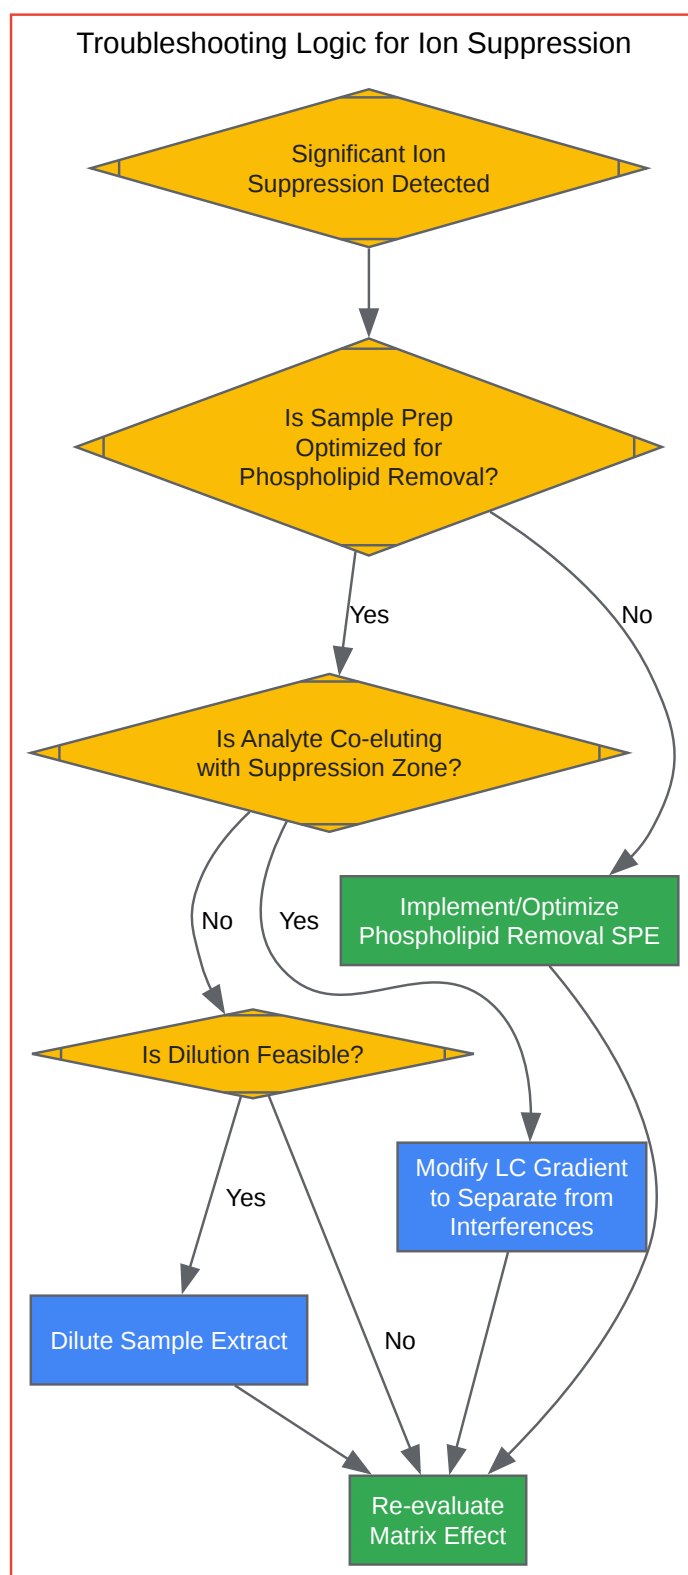 Troubleshooting Logic for Ion Suppression
Significant Ion
Suppression Detected
Is Sample Prep
Optimized for
Phospholipid Removal?
Yes
No
Is Analyte Co-eluting
with Suppression Zone?
No
Yes
Implement/Optimize
Phospholipid Removal SPE
Is Dilution Feasible?
Modify LC Gradient
to Separate from
Interferences
Yes
Dilute Sample Extract
No
Re-evaluate
Matrix Effect